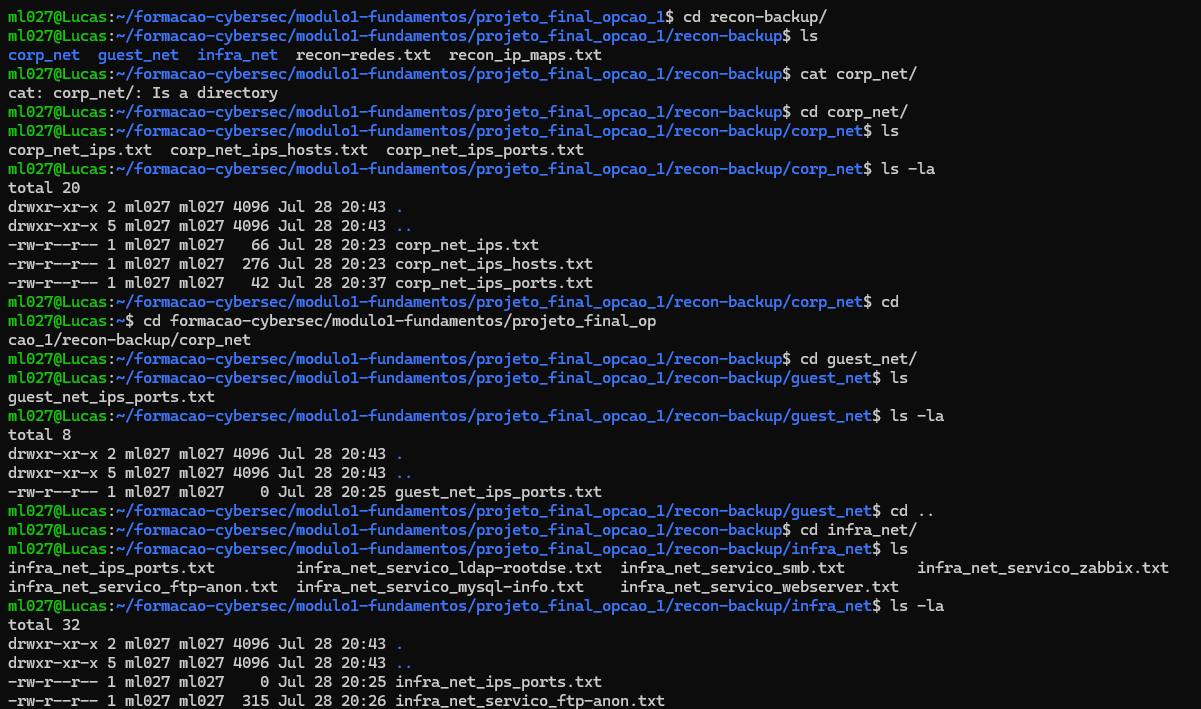 ml027@Lucas:~/formacao-cybersec/modulo1-fundamentos/projeto_final_opcao_1$ cd recon-backup/
ml027@Lucas:~/formacao-cybersec/modulo1-fundamentos/projeto_final_opcao_1/recon-backup$ ls
corp_net  guest_net  infra_net  recon-redes.txt  recon_ip_maps.txt
ml027@Lucas:~/formacao-cybersec/modulo1-fundamentos/projeto_final_opcao_1/recon-backup$ cat corp_net/
cat: corp_net/: Is a directory
ml027@Lucas:~/formacao-cybersec/modulo1-fundamentos/projeto_final_opcao_1/recon-backup$ cd corp_net/
ml027@Lucas:~/formacao-cybersec/modulo1-fundamentos/projeto_final_opcao_1/recon-backup/corp_net$ ls
corp_net_ips.txt  corp_net_ips_hosts.txt  corp_net_ips_ports.txt
ml027@Lucas:~/formacao-cybersec/modulo1-fundamentos/projeto_final_opcao_1/recon-backup/corp_net$ ls -la
total 20
drwxr-xr-x 2 ml027 ml027 4096 Jul 28 20:43 .
drwxr-xr-x 5 ml027 ml027 4096 Jul 28 20:43 ..
-rw-r--r-- 1 ml027 ml027   66 Jul 28 20:23 corp_net_ips.txt
-rw-r--r-- 1 ml027 ml027  276 Jul 28 20:23 corp_net_ips_hosts.txt
-rw-r--r-- 1 ml027 ml027   42 Jul 28 20:37 corp_net_ips_ports.txt
ml027@Lucas:~/formacao-cybersec/modulo1-fundamentos/projeto_final_opcao_1/recon-backup/corp_net$ cd
ml027@Lucas:~$ cd formacao-cybersec/modulo1-fundamentos/projeto_final_op
cao_1/recon-backup/corp_net
ml027@Lucas:~/formacao-cybersec/modulo1-fundamentos/projeto_final_opcao_1/recon-backup$ cd guest_net/
ml027@Lucas:~/formacao-cybersec/modulo1-fundamentos/projeto_final_opcao_1/recon-backup/guest_net$ ls
guest_net_ips_ports.txt
ml027@Lucas:~/formacao-cybersec/modulo1-fundamentos/projeto_final_opcao_1/recon-backup/guest_net$ ls -la
total 8
drwxr-xr-x 2 ml027 ml027 4096 Jul 28 20:43 .
drwxr-xr-x 5 ml027 ml027 4096 Jul 28 20:43 ..
-rw-r--r-- 1 ml027 ml027    0 Jul 28 20:25 guest_net_ips_ports.txt
ml027@Lucas:~/formacao-cybersec/modulo1-fundamentos/projeto_final_opcao_1/recon-backup/guest_net$ cd ..
ml027@Lucas:~/formacao-cybersec/modulo1-fundamentos/projeto_final_opcao_1/recon-backup$ cd infra_net/
ml027@Lucas:~/formacao-cybersec/modulo1-fundamentos/projeto_final_opcao_1/recon-backup/infra_net$ ls
infra_net_ips_ports.txt         infra_net_servico_ldap-rootdse.txt  infra_net_servico_smb.txt        infra_net_servico_zabbix.txt
infra_net_servico_ftp-anon.txt  infra_net_servico_mysql-info.txt    infra_net_servico_webserver.txt
ml027@Lucas:~/formacao-cybersec/modulo1-fundamentos/projeto_final_opcao_1/recon-backup/infra_net$ ls -la
total 32
drwxr-xr-x 2 ml027 ml027 4096 Jul 28 20:43 .
drwxr-xr-x 5 ml027 ml027 4096 Jul 28 20:43 ..
-rw-r--r-- 1 ml027 ml027    0 Jul 28 20:25 infra_net_ips_ports.txt
-rw-r--r-- 1 ml027 ml027  315 Jul 28 20:26 infra_net_servico_ftp-anon.txt